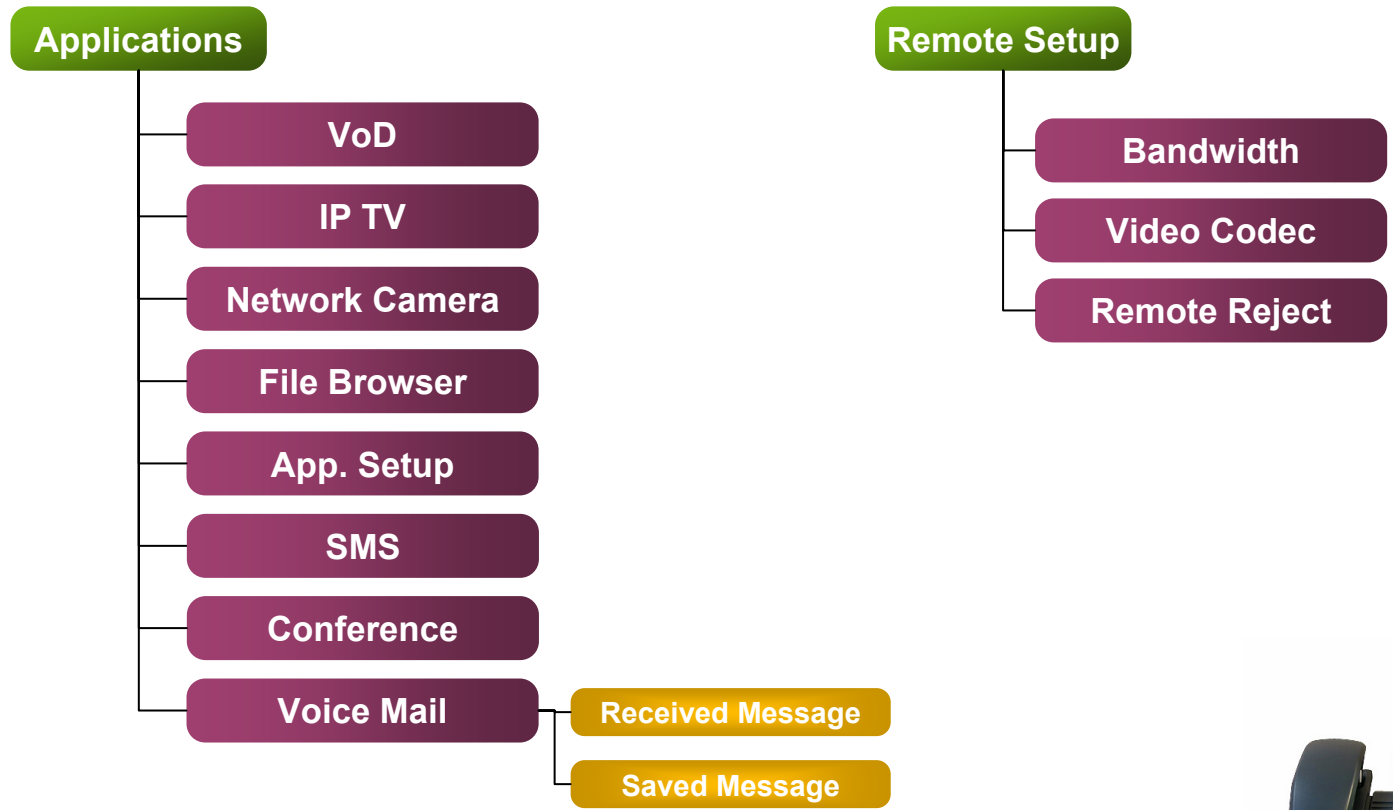 Applications
VoD
IP TV
Network Camera
File Browser
App. Setup
SMS
Conference
Voice Mail
Received Message
Saved Message
Remote Setup
Bandwidth
Video Codec
Remote Reject